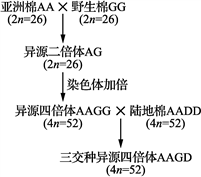 亚洲棉AA × 野生棉GG
(2n=26) (2n=26)
异源二倍体AG
(2n=26)
染色体加倍
异源四倍体AAGG × 陆地棉AADD
(4n=52) (4n=52)
三交种异源四倍体AAGD
(4n=52)